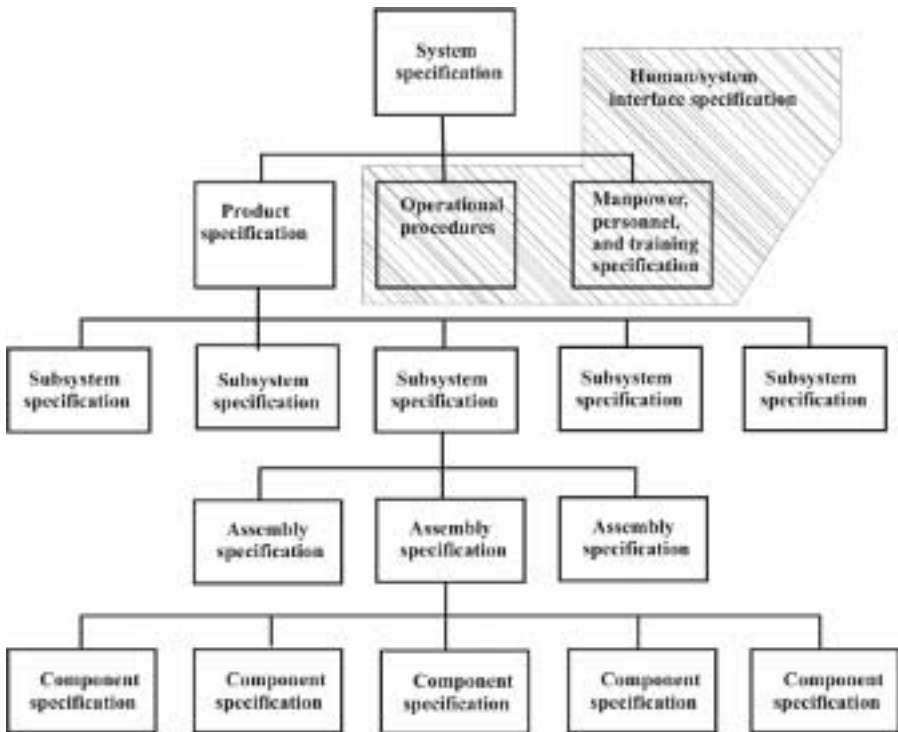 System
specification
Human/system
interface specification
Product
specification
Operational
procedures
Manpower,
personnel,
and training
specification
Subsystem
specification
Subsystem
specification
Subsystem
specification
Subsystem
specification
Subsystem
specification
Assembly
specification
Assembly
specification
Assembly
specification
Component
specification
Component
specification
Component
specification
Component
specification
Component
specification